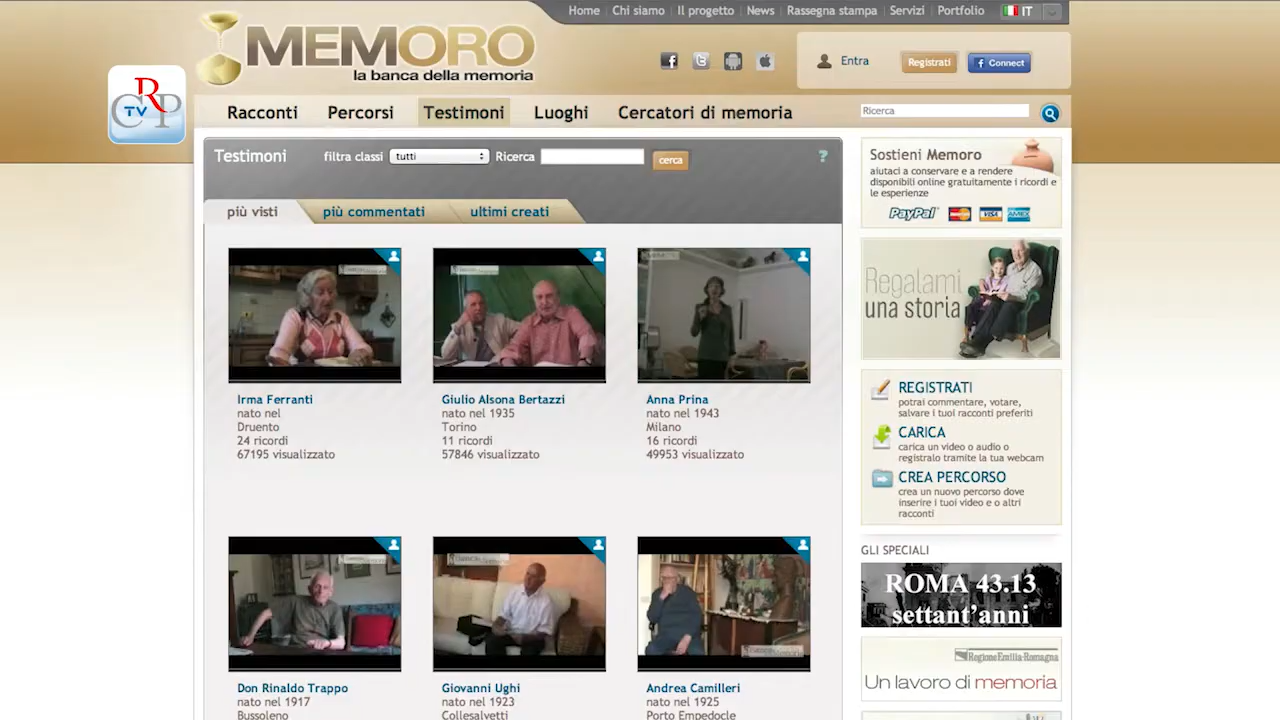 Home Chi siamo Il progetto News Rassegna stampa Servizi Portfolio IT
MEMORO
la banca della memoria
Entra Registrati f Connect
CRP
TV
Racconti Percorsi Testimoni Luoghi Cercatori di memoria Ricerca
Testimoni filtra classi tutti Ricerca cerca ?
più visti più commentati ultimi creati
Irma Ferranti
nato nel
Druento
24 ricordi
67195 visualizzato
Giulio Alsona Bertazzi
nato nel 1935
Torino
11 ricordi
57846 visualizzato
Anna Prina
nato nel 1943
Milano
16 ricordi
49953 visualizzato
Don Rinaldo Trappo
nato nel 1917
Bussoleno
Giovanni Ughi
nato nel 1923
Collesalvetti
Andrea Camilleri
nato nel 1925
Porto Empedocle
Sostieni Memoro
aiutaci a conservare e a rendere
disponibili online gratuitamente i ricordi e
le esperienze
PayPal MasterCard VISA AMEX
Regalami
una storia
REGISTRATI
potrai commentare, votare,
salvare i tuoi racconti preferiti
CARICA
carica un video o audio o
registralo tramite la tua webcam
CREA PERCORSO
crea un nuovo percorso dove
inserire i tuoi video e o altri
racconti
GLI SPECIALI
ROMA 43.13
settant'anni
RegioneEmilia-Romagna
Un lavoro di memoria